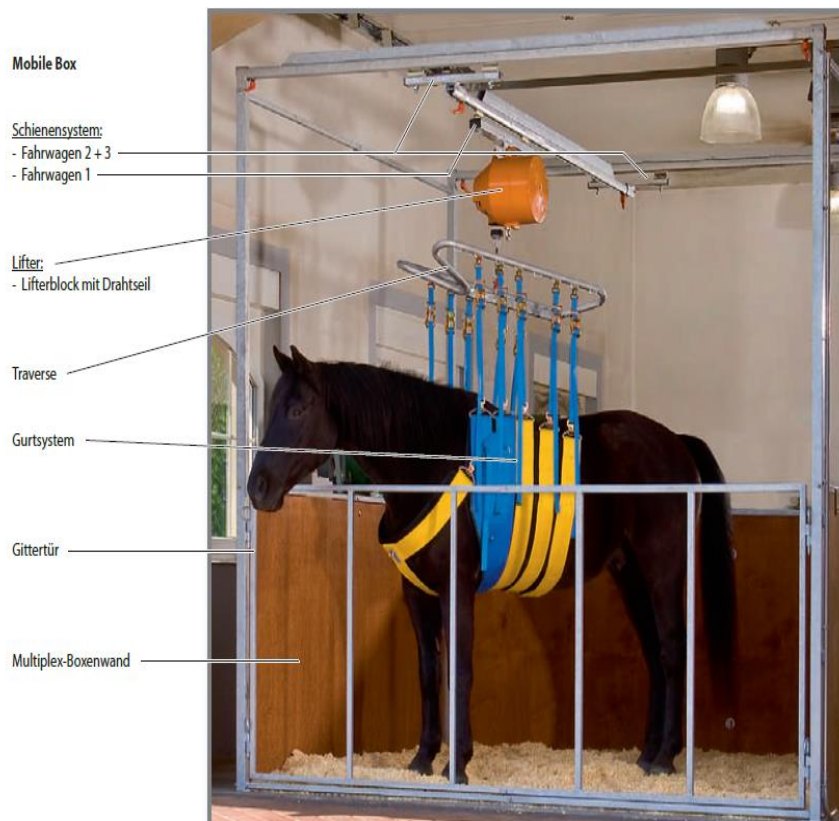 Mobile Box
Schienensystem:
- Fahrwagen 2 + 3
- Fahrwagen 1
Lifter:
- Lifterblock mit Drahtseil
Traverse
Gurtsystem
Gittertür
Multiplex-Boxenwand